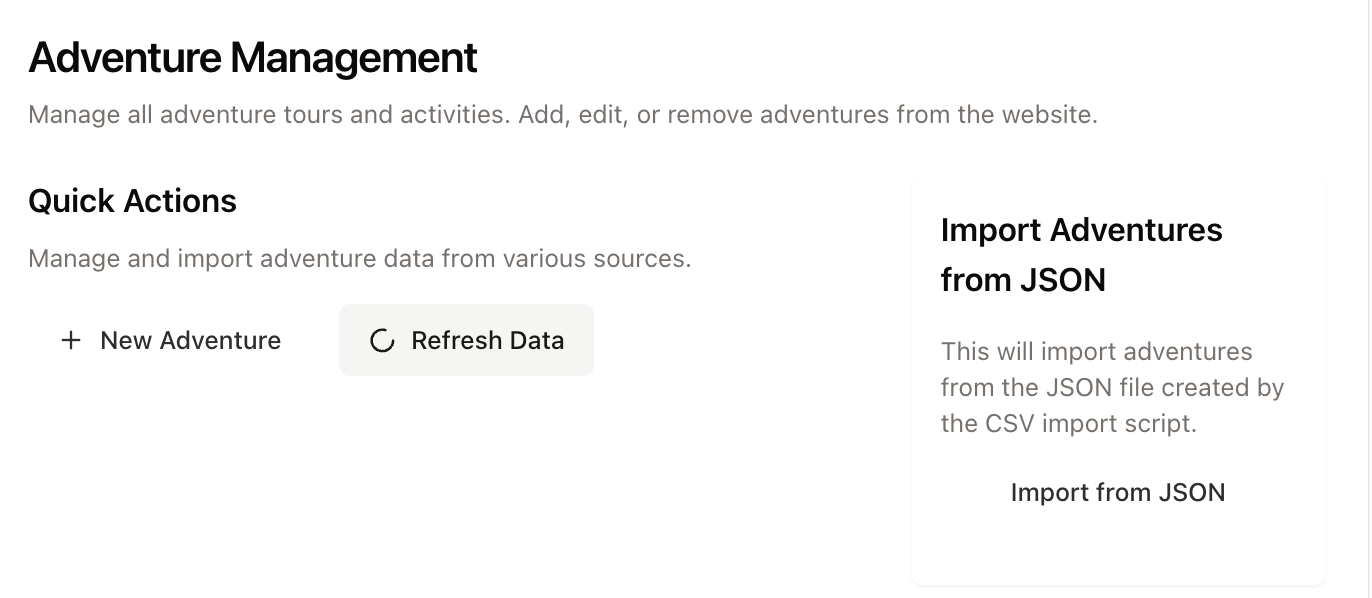 Adventure Management
Manage all adventure tours and activities. Add, edit, or remove adventures from the website.
Quick Actions
Manage and import adventure data from various sources.
+ New Adventure
Refresh Data
Import Adventures
from JSON
This will import adventures
from the JSON file created by
the CSV import script.
Import from JSON